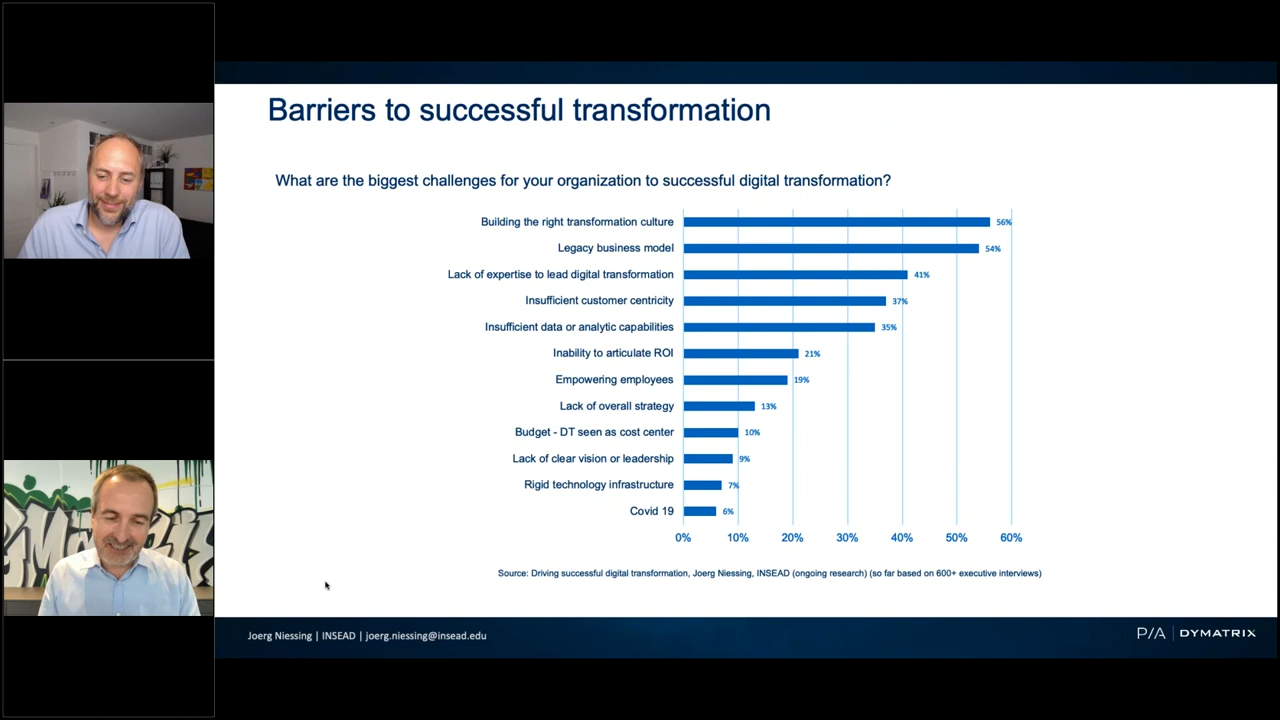 Barriers to successful transformation
What are the biggest challenges for your organization to successful digital transformation?
Building the right transformation culture 56%
Legacy business model 54%
Lack of expertise to lead digital transformation 41%
Insufficient customer centricity 37%
Insufficient data or analytic capabilities 35%
Inability to articulate ROI 21%
Empowering employees 19%
Lack of overall strategy 13%
Budget - DT seen as cost center 10%
Lack of clear vision or leadership 9%
Rigid technology infrastructure 7%
Covid 19 6%
0% 10% 20% 30% 40% 50% 60%
Source: Driving successful digital transformation, Joerg Niessing, INSEAD (ongoing research) (so far based on 600+ executive interviews)
Joerg Niessing | INSEAD | joerg.niessing@insead.edu
P/A | DYMATRIX